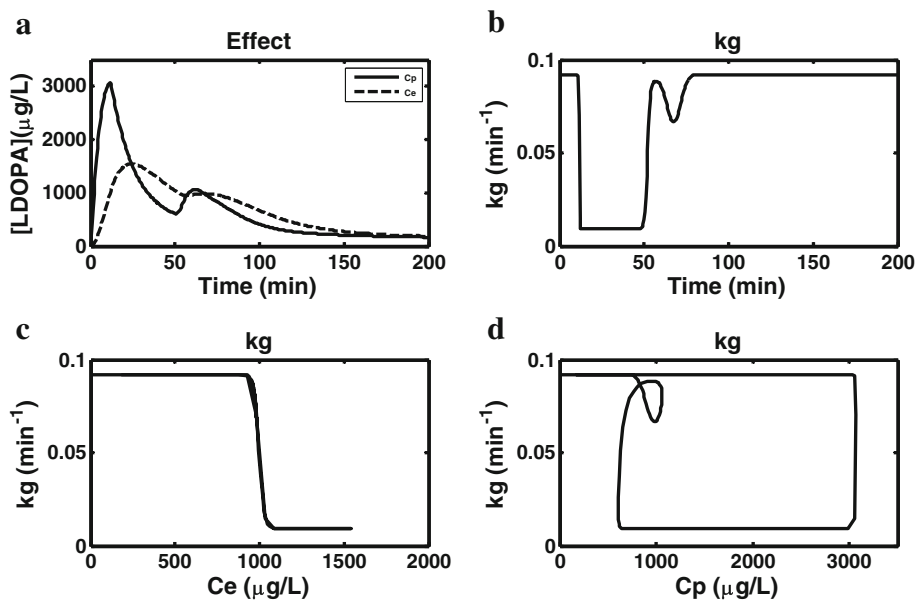 a
Effect
[LDOPA](μg/L)
3000
2000
1000
0
Cp
Ce
0 50 100 150 200
Time (min)
b
kg
kg (min⁻¹)
0.1
0.05
0
0 50 100 150 200
Time (min)
c
kg
kg (min⁻¹)
0.1
0.05
0
0 500 1000 1500 2000
Ce (μg/L)
d
kg
kg (min⁻¹)
0.1
0.05
0
0 1000 2000 3000
Cp (μg/L)